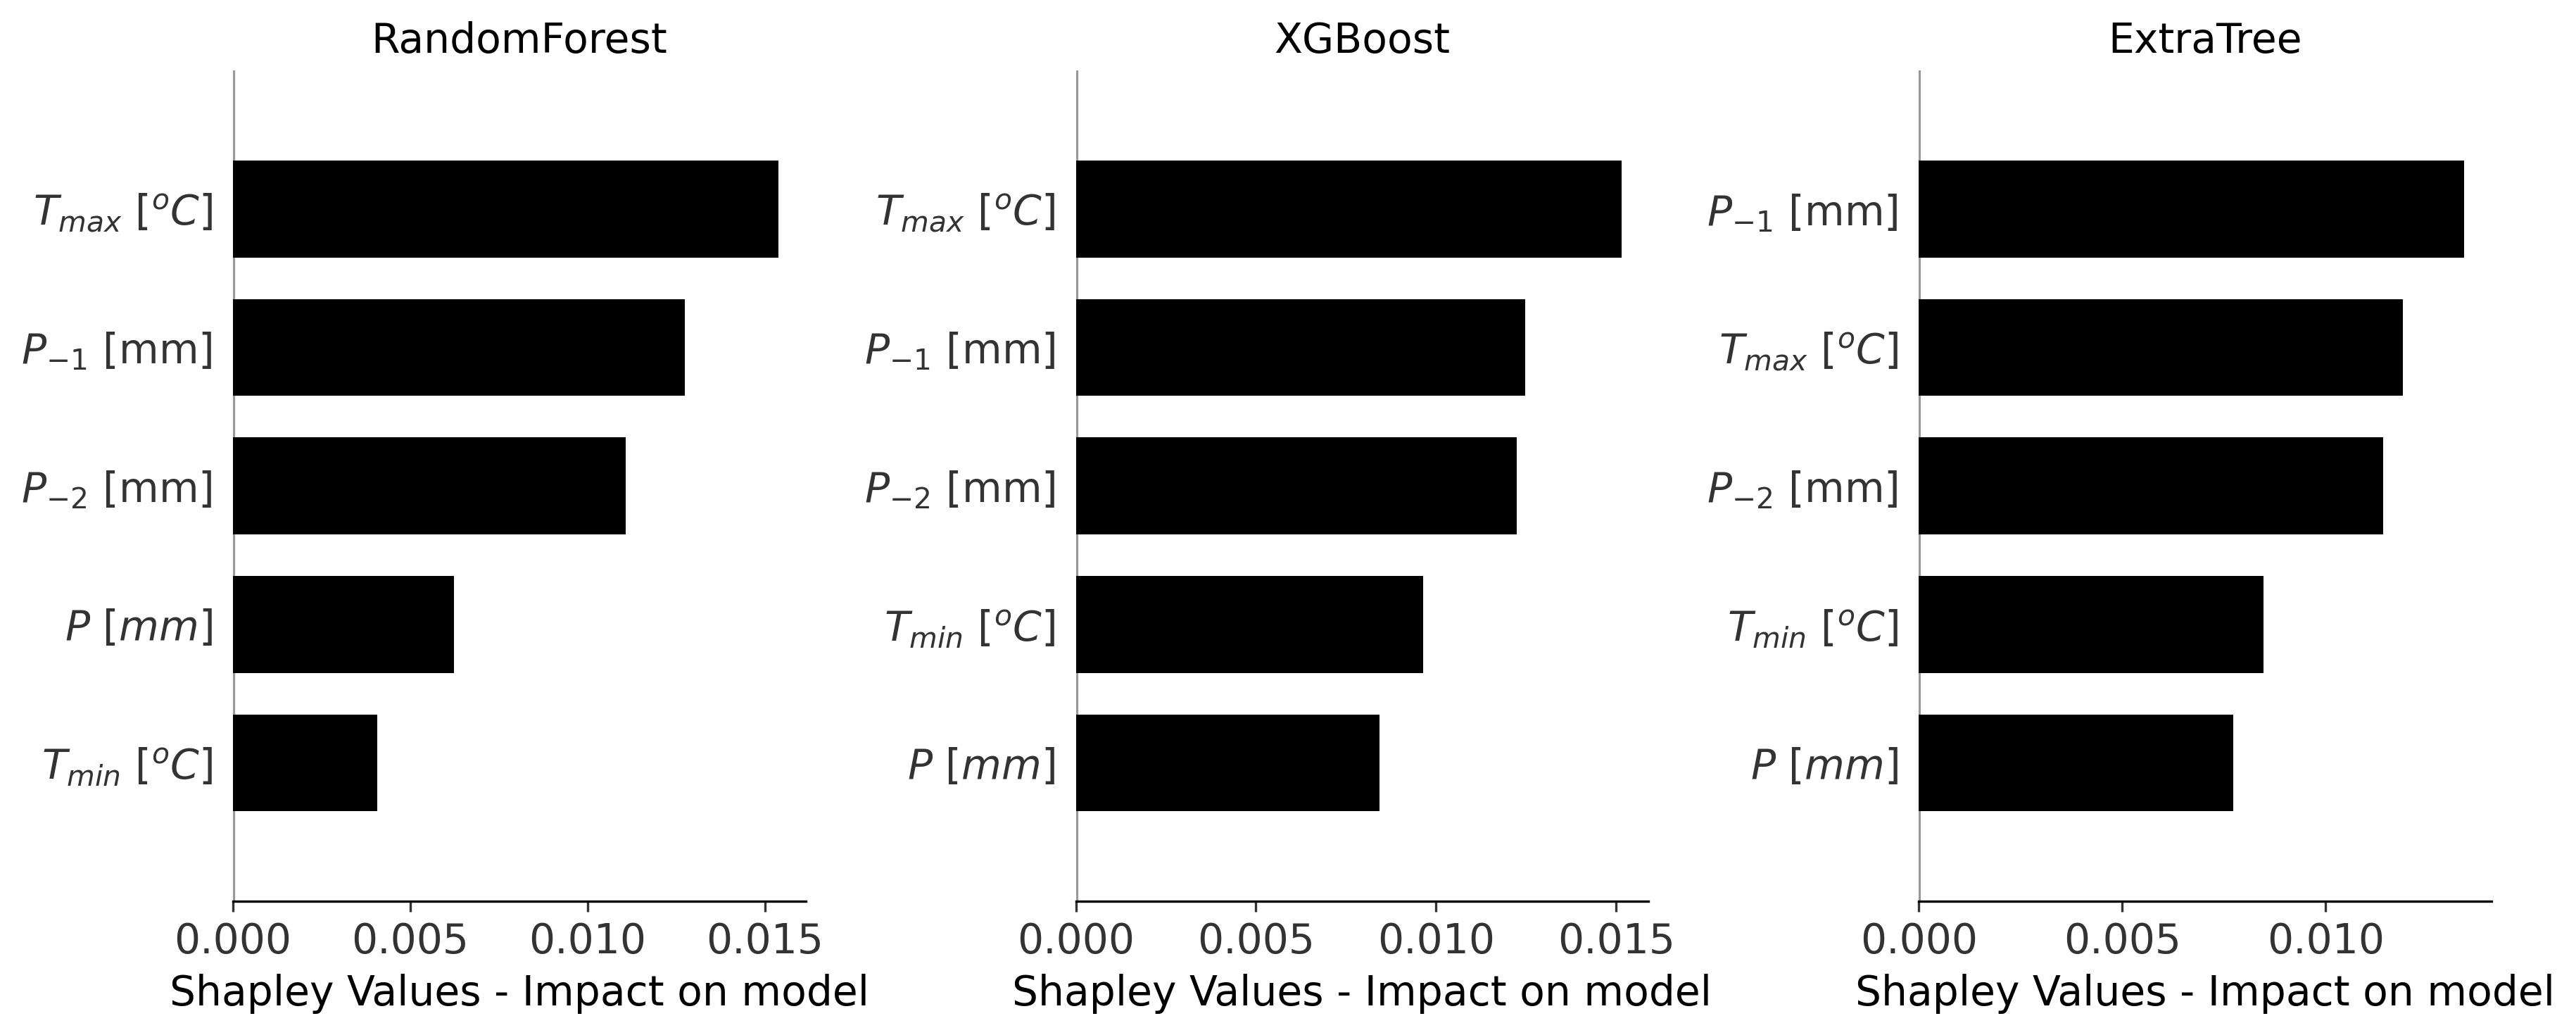 RandomForest
T_max [°C]
P_−1 [mm]
P_−2 [mm]
P [mm]
T_min [°C]
0.000 0.005 0.010 0.015
Shapley Values - Impact on model
XGBoost
T_max [°C]
P_−1 [mm]
P_−2 [mm]
T_min [°C]
P [mm]
0.000 0.005 0.010 0.015
Shapley Values - Impact on model
ExtraTree
P_−1 [mm]
T_max [°C]
P_−2 [mm]
T_min [°C]
P [mm]
0.000 0.005 0.010
Shapley Values - Impact on model